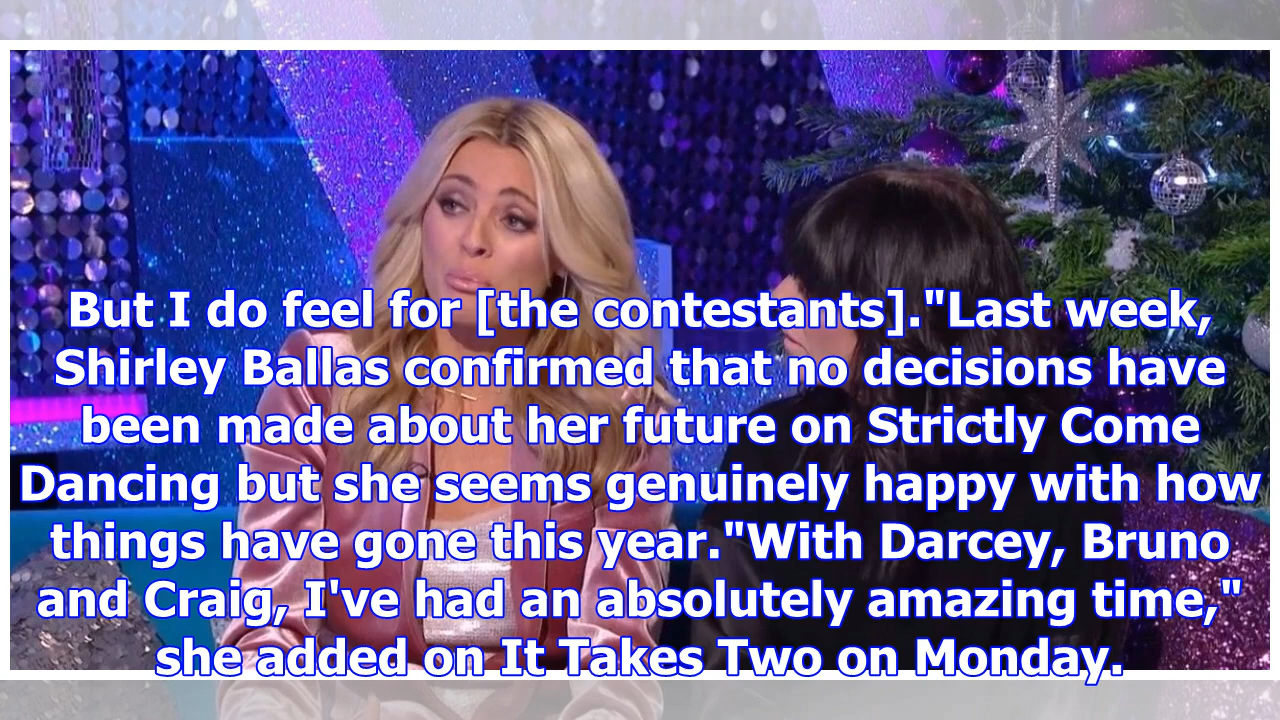 But I do feel for [the contestants]."Last week,
Shirley Ballas confirmed that no decisions have
been made about her future on Strictly Come
Dancing but she seems genuinely happy with how
things have gone this year."With Darcey, Bruno
and Craig, I've had an absolutely amazing time,"
she added on It Takes Two on Monday.